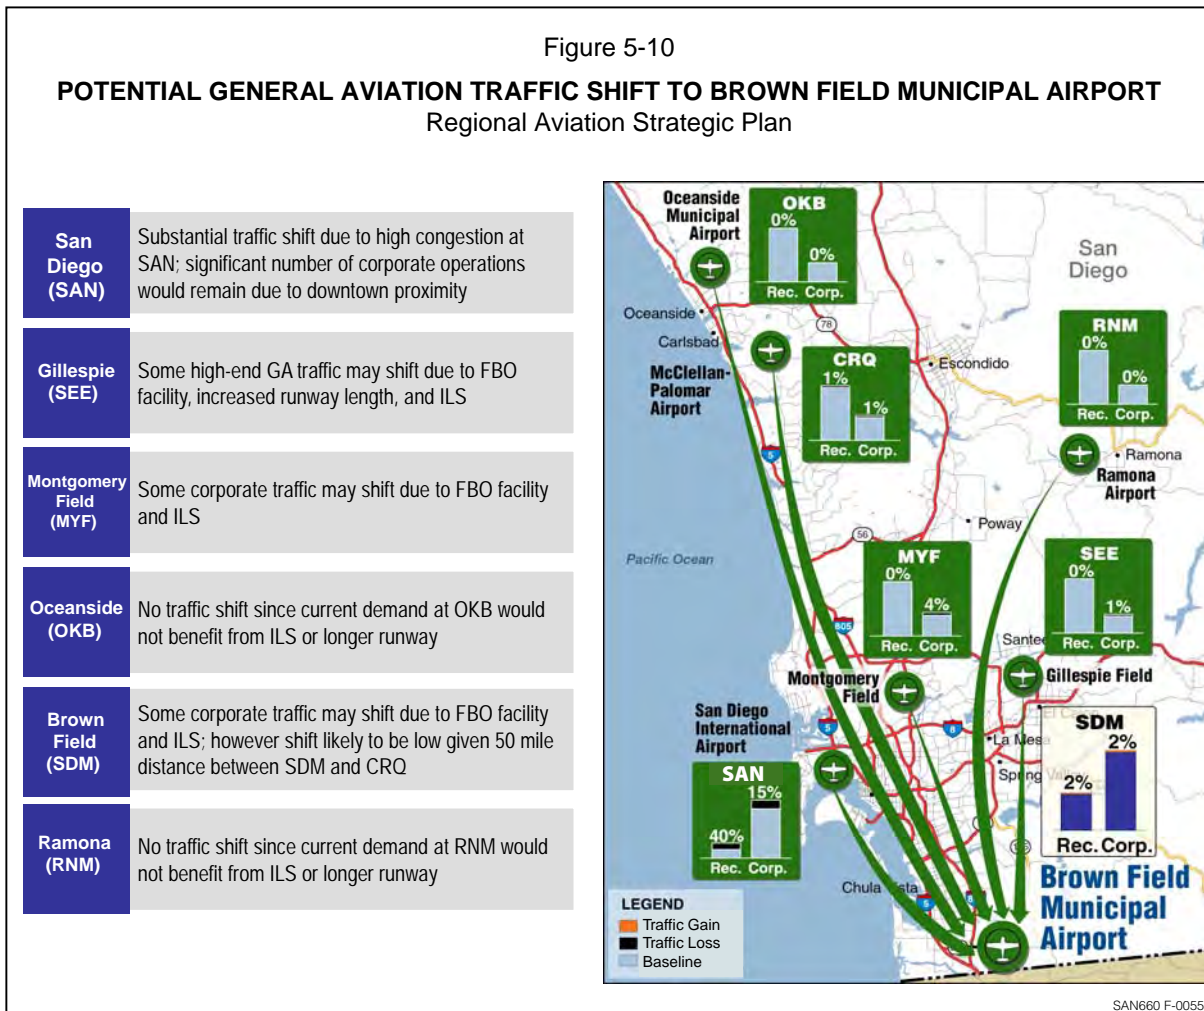 Figure 5-10
POTENTIAL GENERAL AVIATION TRAFFIC SHIFT TO BROWN FIELD MUNICIPAL AIRPORT
Regional Aviation Strategic Plan
San
Diego
(SAN)
Substantial traffic shift due to high congestion at
SAN; significant number of corporate operations
would remain due to downtown proximity
Gillespie
(SEE)
Some high-end GA traffic may shift due to FBO
facility, increased runway length, and ILS
Montgomery
Field
(MYF)
Some corporate traffic may shift due to FBO facility
and ILS
Oceanside
(OKB)
No traffic shift since current demand at OKB would
not benefit from ILS or longer runway
Brown
Field
(SDM)
Some corporate traffic may shift due to FBO facility
and ILS; however shift likely to be low given 50 mile
distance between SDM and CRQ
Ramona
(RNM)
No traffic shift since current demand at RNM would
not benefit from ILS or longer runway
Oceanside
Municipal
Airport
OKB
0%
0%
Rec. Corp.
San
Diego
Oceanside
Carlsbad
78
Escondido
McClellan-
Palomar
Airport
CRQ
1%
1%
Rec. Corp.
RNM
0%
0%
Rec. Corp.
Ramona
Ramona
Airport
5
Poway
56
Pacific Ocean
MYF
0%
4%
Rec. Corp.
SEE
0%
1%
Rec. Corp.
805
Santee
Montgomery
Field
Gillespie Field
San Diego
International
Airport
5
8
La Mesa
Spring
SAN
40%
15%
Rec. Corp.
SDM
2%
2%
Rec. Corp.
Chula Vista
5
Brown Field
Municipal
Airport
LEGEND
Traffic Gain
Traffic Loss
Baseline
SAN660 F-0055